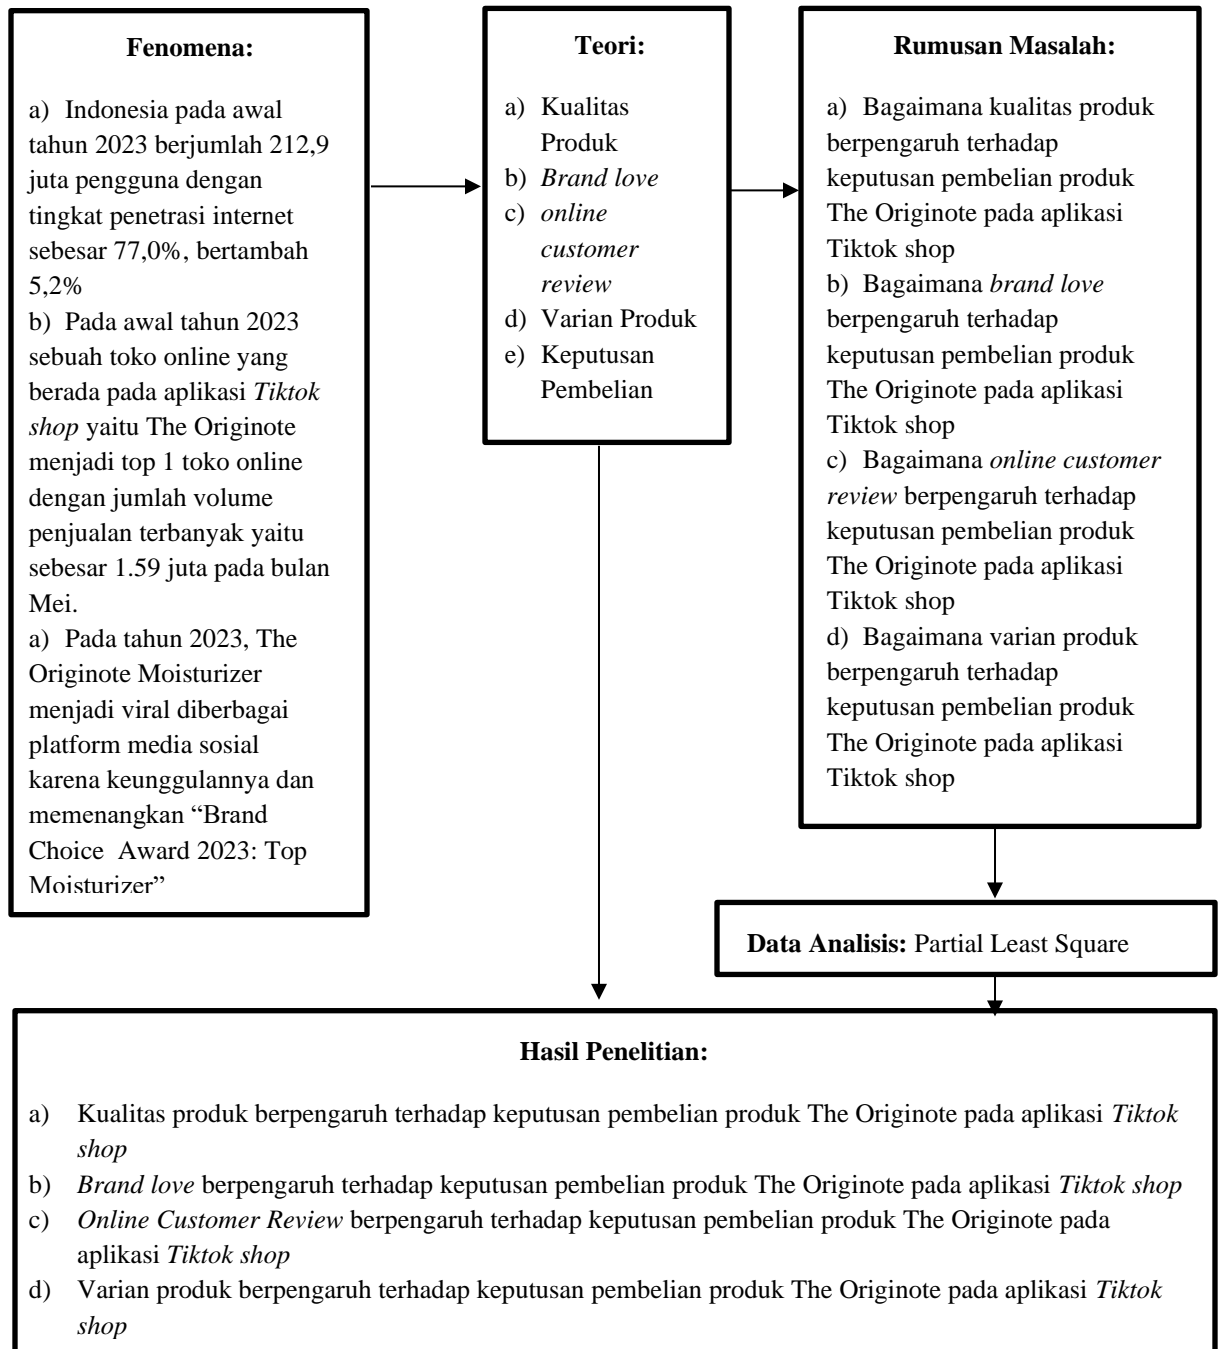 Fenomena:
a) Indonesia pada awal
tahun 2023 berjumlah 212,9
juta pengguna dengan
tingkat penetrasi internet
sebesar 77,0%, bertambah
5,2%
b) Pada awal tahun 2023
sebuah toko online yang
berada pada aplikasi Tiktok
shop yaitu The Originote
menjadi top 1 toko online
dengan jumlah volume
penjualan terbanyak yaitu
sebesar 1.59 juta pada bulan
Mei.
a) Pada tahun 2023, The
Originote Moisturizer
menjadi viral diberbagai
platform media sosial
karena keunggulannya dan
memenangkan “Brand
Choice Award 2023: Top
Moisturizer”
Teori:
a) Kualitas
Produk
b) Brand love
c) online
customer
review
d) Varian Produk
e) Keputusan
Pembelian
Rumusan Masalah:
a) Bagaimana kualitas produk
berpengaruh terhadap
keputusan pembelian produk
The Originote pada aplikasi
Tiktok shop
b) Bagaimana brand love
berpengaruh terhadap
keputusan pembelian produk
The Originote pada aplikasi
Tiktok shop
c) Bagaimana online customer
review berpengaruh terhadap
keputusan pembelian produk
The Originote pada aplikasi
Tiktok shop
d) Bagaimana varian produk
berpengaruh terhadap
keputusan pembelian produk
The Originote pada aplikasi
Tiktok shop
Data Analisis: Partial Least Square
Hasil Penelitian:
a) Kualitas produk berpengaruh terhadap keputusan pembelian produk The Originote pada aplikasi Tiktok
shop
b) Brand love berpengaruh terhadap keputusan pembelian produk The Originote pada aplikasi Tiktok shop
c) Online Customer Review berpengaruh terhadap keputusan pembelian produk The Originote pada
aplikasi Tiktok shop
d) Varian produk berpengaruh terhadap keputusan pembelian produk The Originote pada aplikasi Tiktok
shop